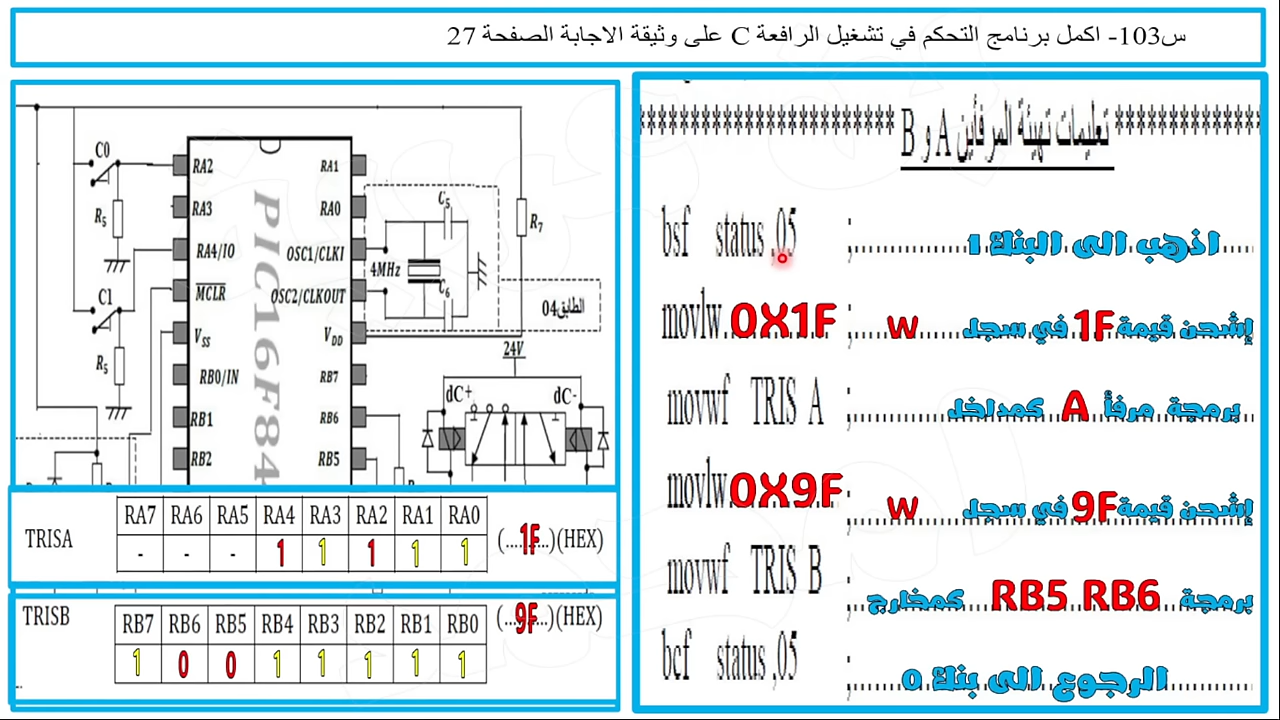 س103- اكمل برنامج التحكم في تشغيل الرافعة C على وثيقة الاجابة الصفحة 27
تعليمات تهيئة المرفأين A و B
bsf status ,05 ; اذهب الى البنك 1
movlw 0X1F ; إشحن قيمة 1F في سجل w
movwf TRIS A ; برمجة مرفأ A كمداخل
movlw 0X9F ; إشحن قيمة 9F في سجل w
movwf TRIS B ; برمجة RB5 RB6 كمخارج
bcf status ,05 ; الرجوع الى بنك 0
C0
R5
C1
R5
PIC16F84
RA2 RA1
RA3 RA0
RA4/IO OSC1/CLKI
MCLR OSC2/CLKOUT
VSS VDD
RB0/IN RB7
RB1 RB6
RB2 RB5
C5
4MHz
C6
الطابق04
R7
24V
dC+ dC-
TRISA
RA7 RA6 RA5 RA4 RA3 RA2 RA1 RA0
- - - 1 1 1 1 1
(...1F...)(HEX)
TRISB
RB7 RB6 RB5 RB4 RB3 RB2 RB1 RB0
1 0 0 1 1 1 1 1
(...9F...)(HEX)